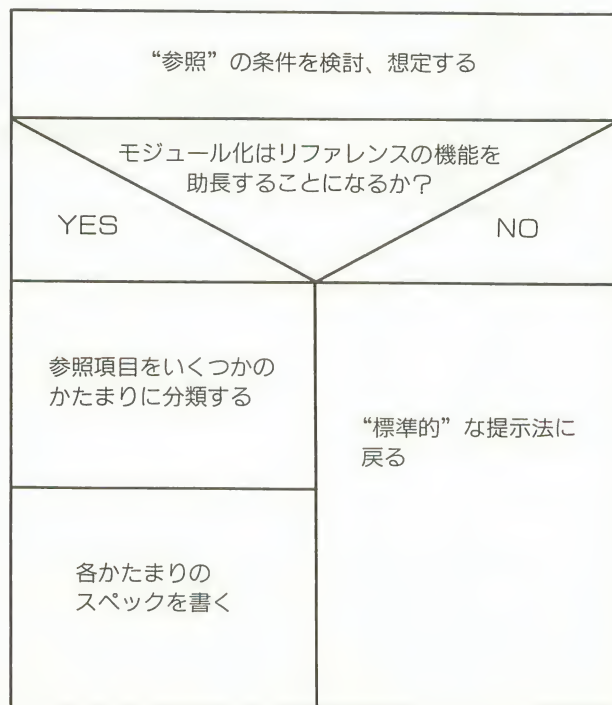 “参照”の条件を検討、想定する
モジュール化はリファレンスの機能を
助長することになるか？
YES
NO
参照項目をいくつかの
かたまりに分類する
“標準的”な提示法に
戻る
各かたまりの
スペックを書く